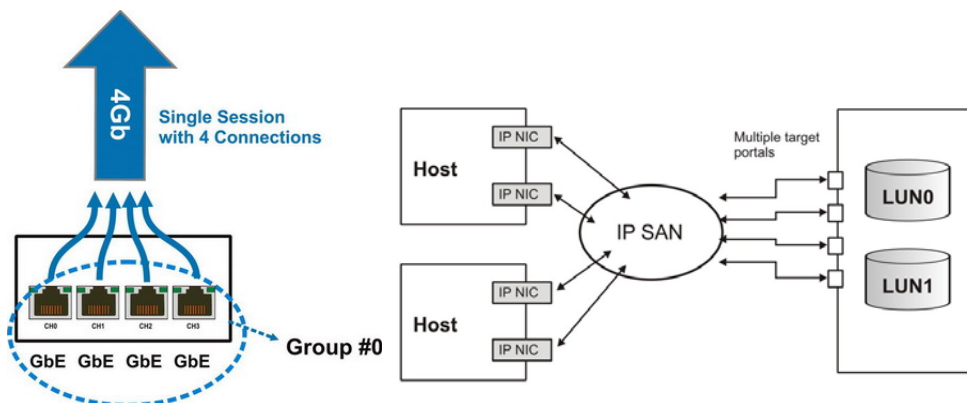 4Gb
Single Session
with 4 Connections
CH0 CH1 CH2 CH3
GbE GbE GbE GbE
Group #0
Host
IP NIC
IP NIC
Host
IP NIC
IP NIC
IP SAN
Multiple target
portals
LUN0
LUN1